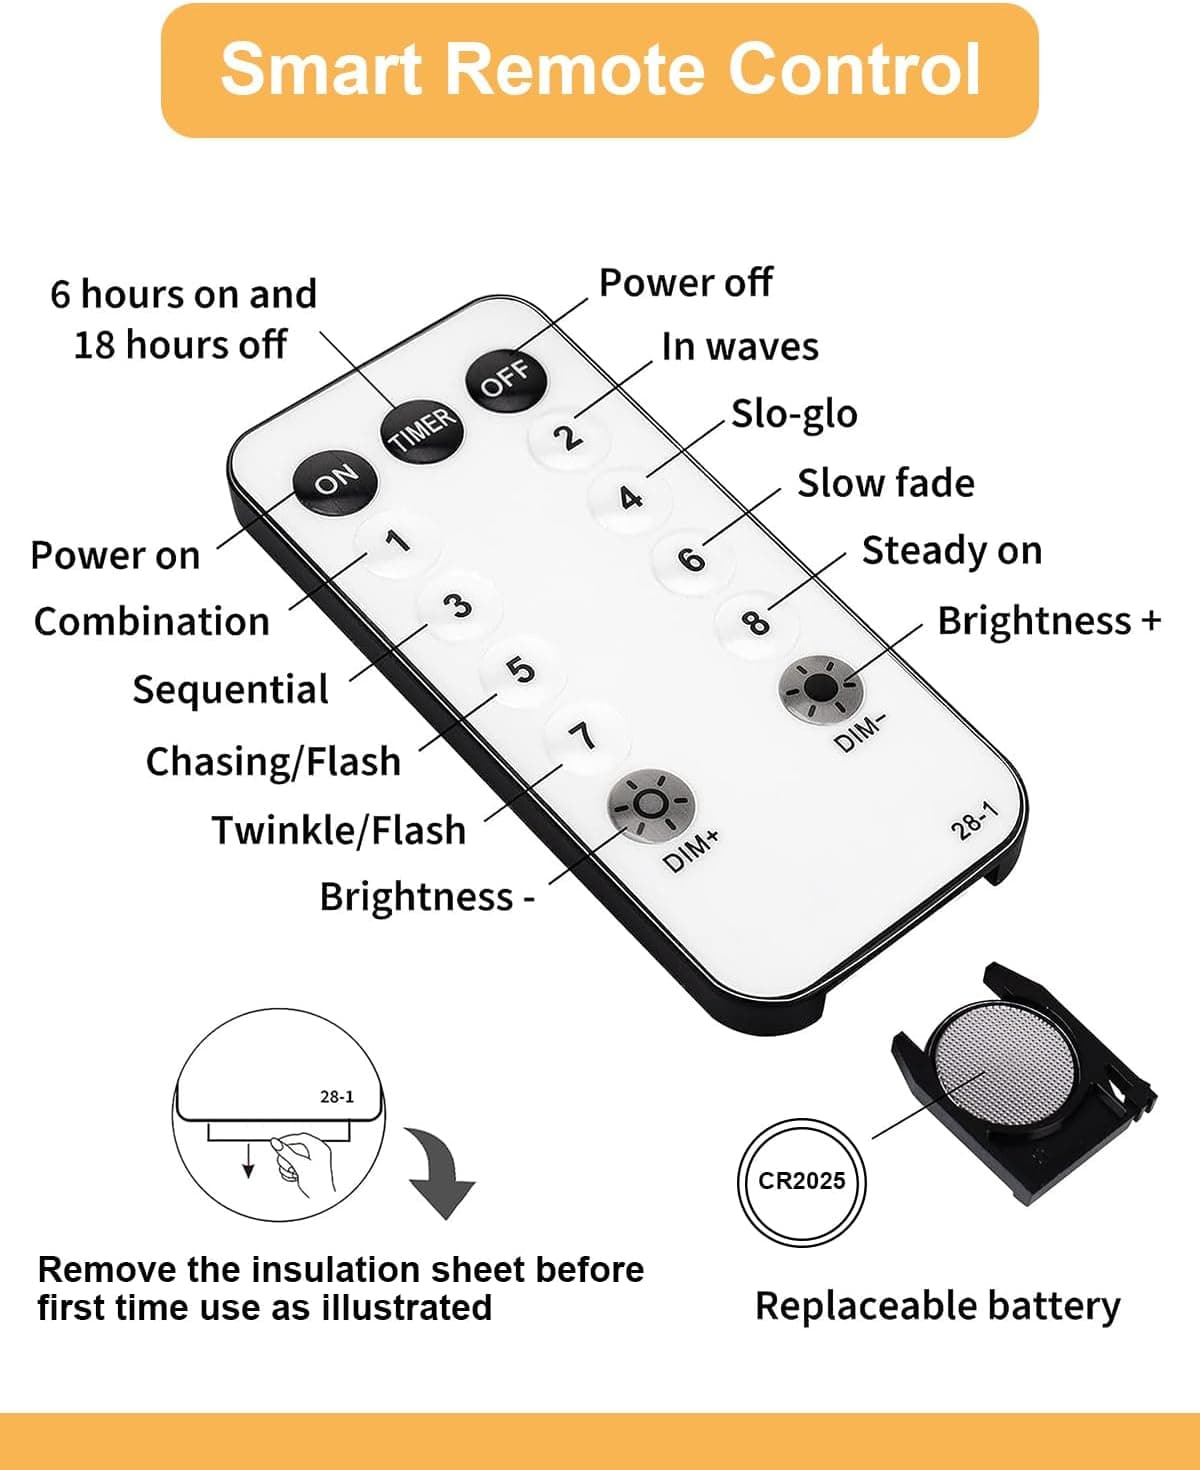 Smart Remote Control
6 hours on and
18 hours off
Power off
In waves
Slo-glo
Slow fade
Steady on
Brightness +
Power on
Combination
Sequential
Chasing/Flash
Twinkle/Flash
Brightness -
ON
TIMER
OFF
1
2
3
4
5
6
7
8
DIM+
DIM-
28-1
28-1
CR2025
Remove the insulation sheet before
first time use as illustrated
Replaceable battery